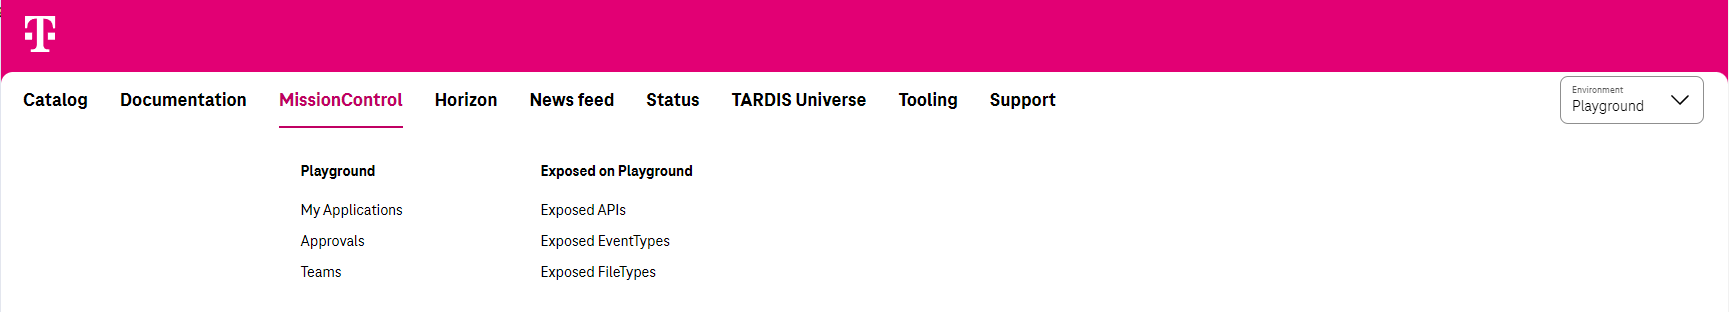 T
Catalog Documentation MissionControl Horizon News feed Status TARDIS Universe Tooling Support
Environment
Playground
Playground
My Applications
Approvals
Teams
Exposed on Playground
Exposed APIs
Exposed EventTypes
Exposed FileTypes